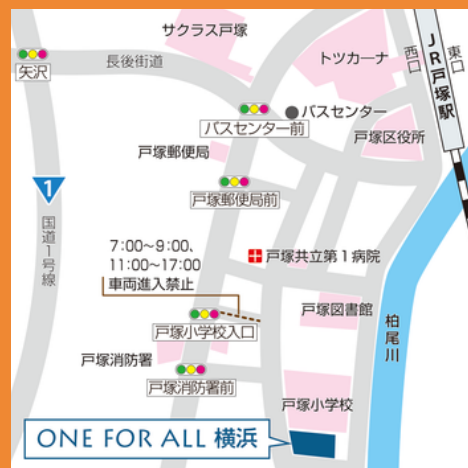 サクラス戸塚
トツカーナ
西口
JR戸塚駅
東口
矢沢
長後街道
バスセンター
バスセンター前
戸塚区役所
戸塚郵便局
戸塚郵便局前
1
国道1号線
7:00〜9:00、
11:00〜17:00
車両進入禁止
戸塚共立第1病院
戸塚図書館
柏尾川
戸塚小学校入口
戸塚消防署
戸塚消防署前
戸塚小学校
ONE FOR ALL 横浜